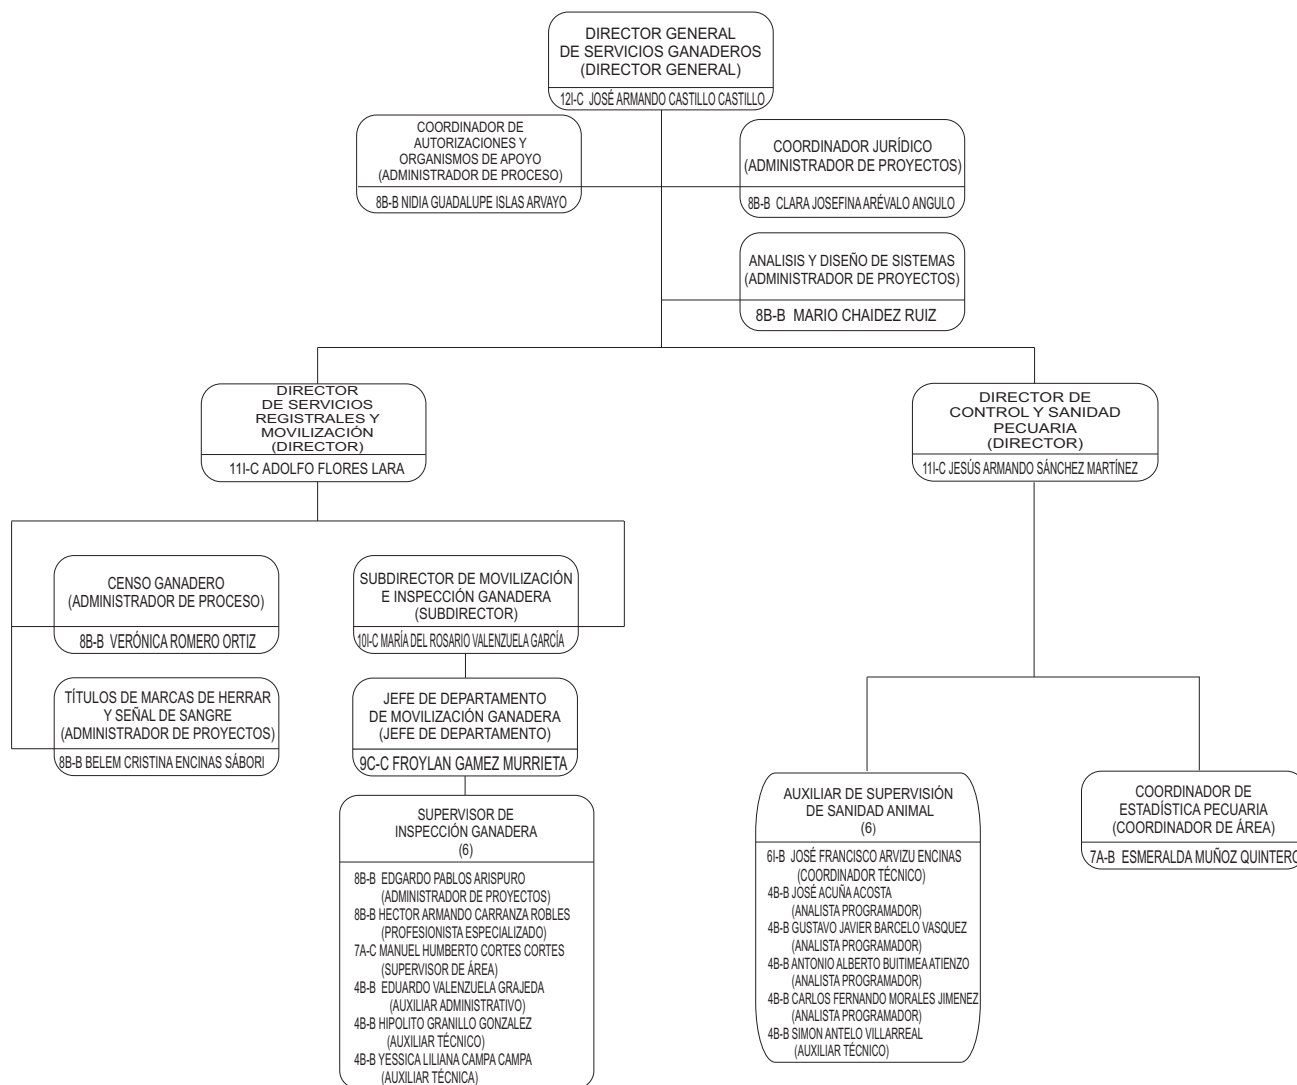 DIRECTOR GENERAL
DE SERVICIOS GANADEROS
(DIRECTOR GENERAL)
12I-C JOSÉ ARMANDO CASTILLO CASTILLO
COORDINADOR DE
AUTORIZACIONES Y
ORGANISMOS DE APOYO
(ADMINISTRADOR DE PROCESO)
8B-B NIDIA GUADALUPE ISLAS ARVAYO
COORDINADOR JURÍDICO
(ADMINISTRADOR DE PROYECTOS)
8B-B CLARA JOSEFINA ARÉVALO ANGULO
ANALISIS Y DISEÑO DE SISTEMAS
(ADMINISTRADOR DE PROYECTOS)
8B-B MARIO CHAIDEZ RUIZ
DIRECTOR
DE SERVICIOS
REGISTRALES Y
MOVILIZACIÓN
(DIRECTOR)
11I-C ADOLFO FLORES LARA
DIRECTOR DE
CONTROL Y SANIDAD
PECUARIA
(DIRECTOR)
11I-C JESÚS ARMANDO SÁNCHEZ MARTÍNEZ
CENSO GANADERO
(ADMINISTRADOR DE PROCESO)
8B-B VERÓNICA ROMERO ORTIZ
SUBDIRECTOR DE MOVILIZACIÓN
E INSPECCIÓN GANADERA
(SUBDIRECTOR)
10I-C MARÍA DEL ROSARIO VALENZUELA GARCÍA
TÍTULOS DE MARCAS DE HERRAR
Y SEÑAL DE SANGRE
(ADMINISTRADOR DE PROYECTOS)
8B-B BELEM CRISTINA ENCINAS SÁBORI
JEFE DE DEPARTAMENTO
DE MOVILIZACIÓN GANADERA
(JEFE DE DEPARTAMENTO)
9C-C FROYLAN GAMEZ MURRIETA
SUPERVISOR DE
INSPECCIÓN GANADERA
(6)
8B-B EDGARDO PABLOS ARISPURO
(ADMINISTRADOR DE PROYECTOS)
8B-B HECTOR ARMANDO CARRANZA ROBLES
(PROFESIONISTA ESPECIALIZADO)
7A-C MANUEL HUMBERTO CORTES CORTES
(SUPERVISOR DE ÁREA)
4B-B EDUARDO VALENZUELA GRAJEDA
(AUXILIAR ADMINISTRATIVO)
4B-B HIPOLITO GRANILLO GONZALEZ
(AUXILIAR TÉCNICO)
4B-B YESSICA LILIANA CAMPA CAMPA
(AUXILIAR TÉCNICA)
AUXILIAR DE SUPERVISIÓN
DE SANIDAD ANIMAL
(6)
6I-B JOSÉ FRANCISCO ARVIZU ENCINAS
(COORDINADOR TÉCNICO)
4B-B JOSÉ ACUÑA ACOSTA
(ANALISTA PROGRAMADOR)
4B-B GUSTAVO JAVIER BARCELO VASQUEZ
(ANALISTA PROGRAMADOR)
4B-B ANTONIO ALBERTO BUITIMEA ATIENZO
(ANALISTA PROGRAMADOR)
4B-B CARLOS FERNANDO MORALES JIMENEZ
(ANALISTA PROGRAMADOR)
4B-B SIMON ANTELO VILLARREAL
(AUXILIAR TÉCNICO)
COORDINADOR DE
ESTADÍSTICA PECUARIA
(COORDINADOR DE ÁREA)
7A-B ESMERALDA MUÑOZ QUINTERO